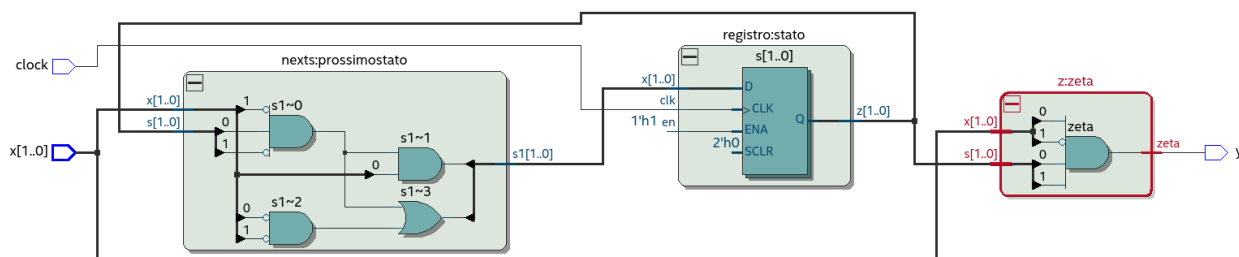 clock
x[1..0]
nexts:prossimostato
x[1..0]
s[1..0]
1
s1~0
0
1
s1~1
0
s1~2
0
1
s1~3
s1[1..0]
registro:stato
s[1..0]
x[1..0]
clk
1'h1 en
2'h0
D
CLK
ENA
SCLR
Q
z[1..0]
z:zeta
x[1..0]
s[1..0]
0
1
0
1
zeta
zeta
y